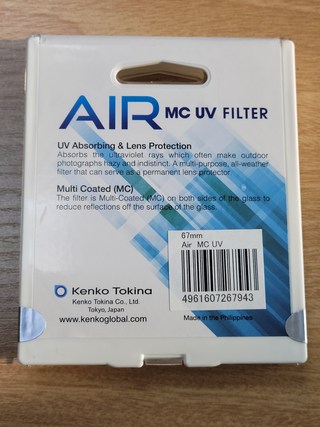 AIR MC UV FILTER
UV Absorbing & Lens Protection
Absorbs the ultraviolet rays which often make outdoor
photographs hazy and indistinct. A multi-purpose, all-weather
filter that can serve as a permanent lens protector.
Multi Coated (MC)
The filter is Multi-Coated (MC) on both sides of the glass to
reduce reflections off the surface of the glass.
67mm
Air MC UV
4961607267943
Kenko Tokina
Kenko Tokina Co., Ltd.
Tokyo, Japan
www.kenkoglobal.com
Made in the Philippines